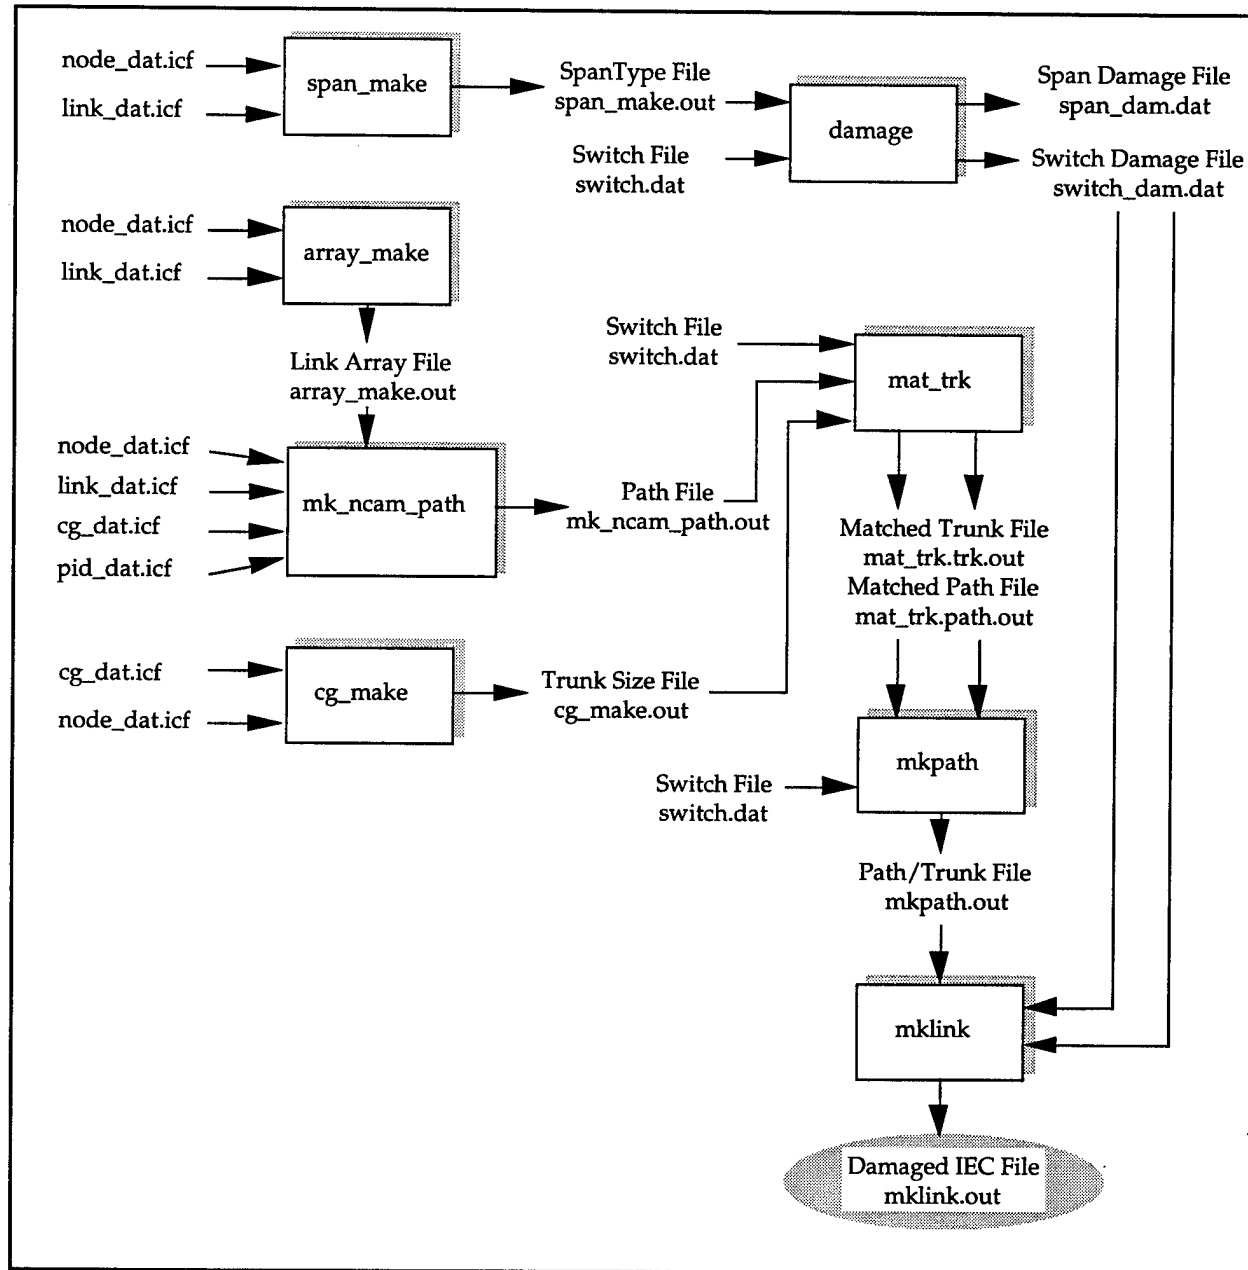 node_dat.icf
link_dat.icf
span_make
SpanType File
span_make.out
Switch File
switch.dat
damage
Span Damage File
span_dam.dat
Switch Damage File
switch_dam.dat
node_dat.icf
link_dat.icf
array_make
Link Array File
array_make.out
Switch File
switch.dat
mat_trk
node_dat.icf
link_dat.icf
cg_dat.icf
pid_dat.icf
mk_ncam_path
Path File
mk_ncam_path.out
Matched Trunk File
mat_trk.trk.out
Matched Path File
mat_trk.path.out
cg_dat.icf
node_dat.icf
cg_make
Trunk Size File
cg_make.out
Switch File
switch.dat
mkpath
Path/Trunk File
mkpath.out
mklink
Damaged IEC File
mklink.out